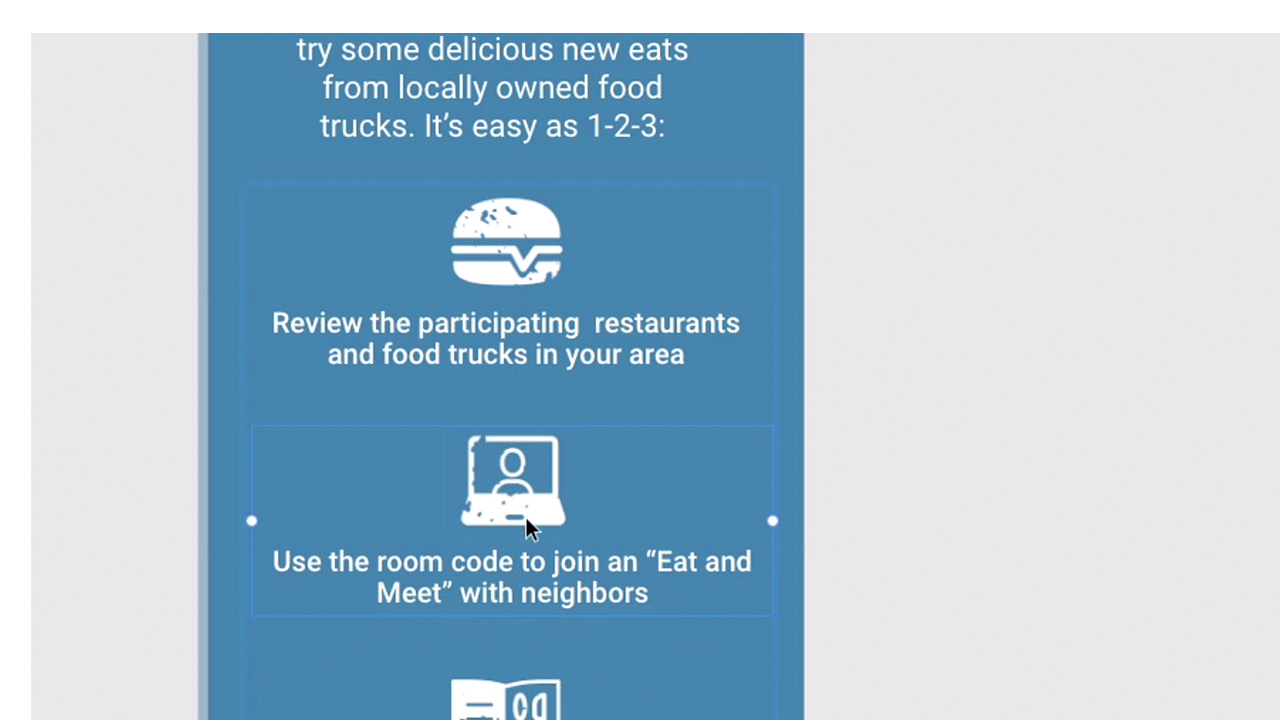 try some delicious new eats
from locally owned food
trucks. It’s easy as 1-2-3:
Review the participating  restaurants
and food trucks in your area
Use the room code to join an “Eat and
Meet” with neighbors